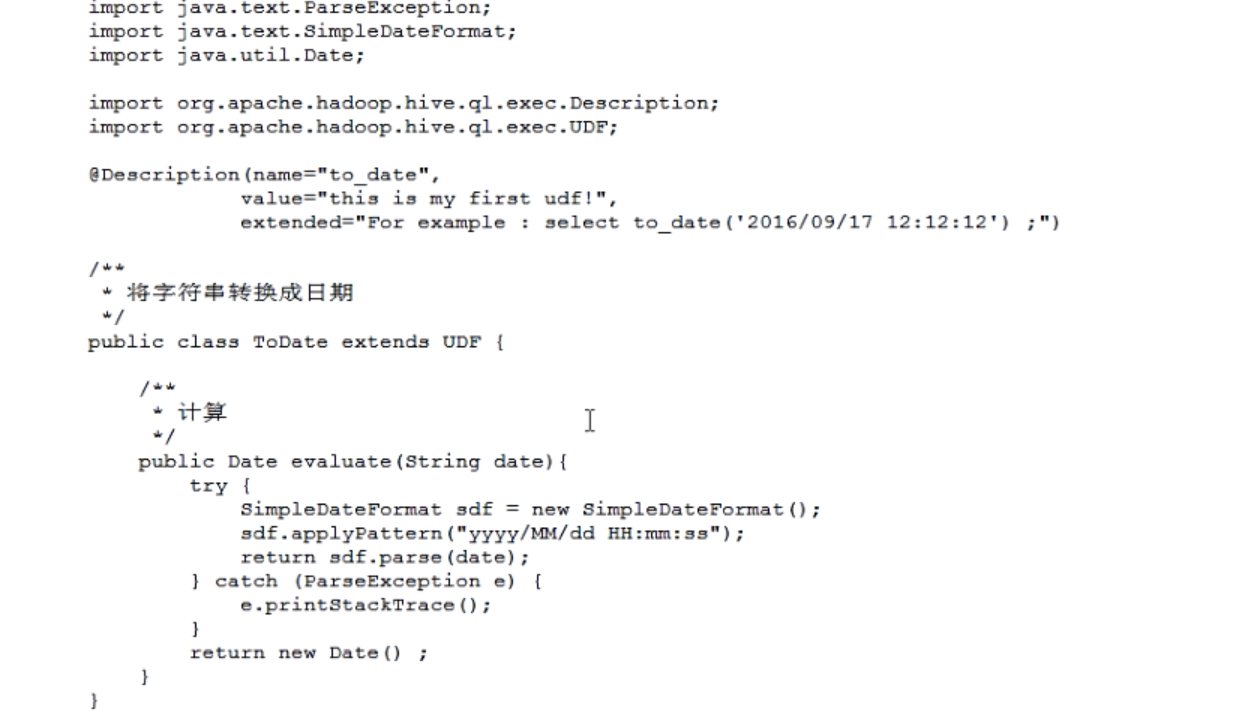 import java.text.ParseException;
import java.text.SimpleDateFormat;
import java.util.Date;
import org.apache.hadoop.hive.ql.exec.Description;
import org.apache.hadoop.hive.ql.exec.UDF;
@Description(name="to_date",
value="this is my first udf!",
extended="For example : select to_date('2016/09/17 12:12:12') ;")
/**
* 将字符串转换成日期
*/
public class ToDate extends UDF {
/**
* 计算
*/
public Date evaluate(String date){
try {
SimpleDateFormat sdf = new SimpleDateFormat();
sdf.applyPattern("yyyy/MM/dd HH:mm:ss");
return sdf.parse(date);
} catch (ParseException e) {
e.printStackTrace();
}
return new Date() ;
}
}